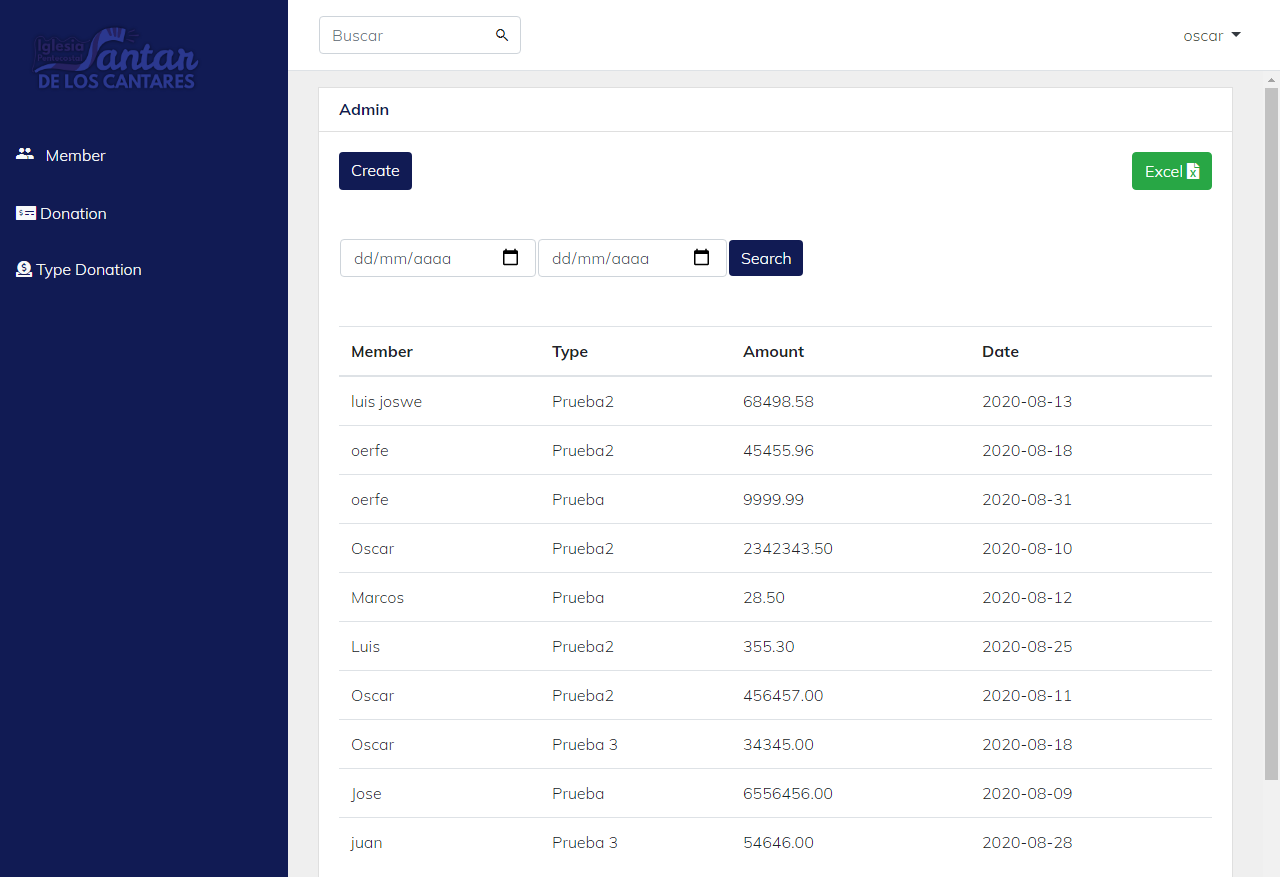 Iglesia
Cantar
DE LOS CANTARES
Member
Donation
Type Donation
Buscar
oscar
Admin
Create
Excel
dd/mm/aaaa dd/mm/aaaa Search
Member Type Amount Date
luis joswe Prueba2 68498.58 2020-08-13
oerfe Prueba2 45455.96 2020-08-18
oerfe Prueba 9999.99 2020-08-31
Oscar Prueba2 2342343.50 2020-08-10
Marcos Prueba 28.50 2020-08-12
Luis Prueba2 355.30 2020-08-25
Oscar Prueba2 456457.00 2020-08-11
Oscar Prueba 3 34345.00 2020-08-18
Jose Prueba 6556456.00 2020-08-09
juan Prueba 3 54646.00 2020-08-28